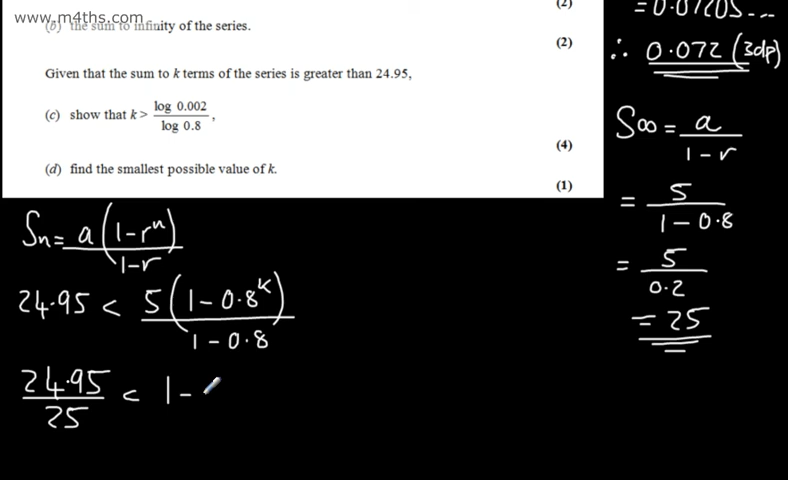 www.m4ths.com
(2)
(b) the sum to infinity of the series.
(2)
Given that the sum to k terms of the series is greater than 24.95,
(c) show that k > log 0.002 / log 0.8 ,
(4)
(d) find the smallest possible value of k.
(1)
Sn = a(1-r^n) / 1-r
24.95 < 5(1-0.8^k) / 1-0.8
24.95 / 25 < 1-
= 0.07205...
∴ 0.072 (3dp)
S∞ = a / 1-r
= 5 / 1-0.8
= 5 / 0.2
= 25